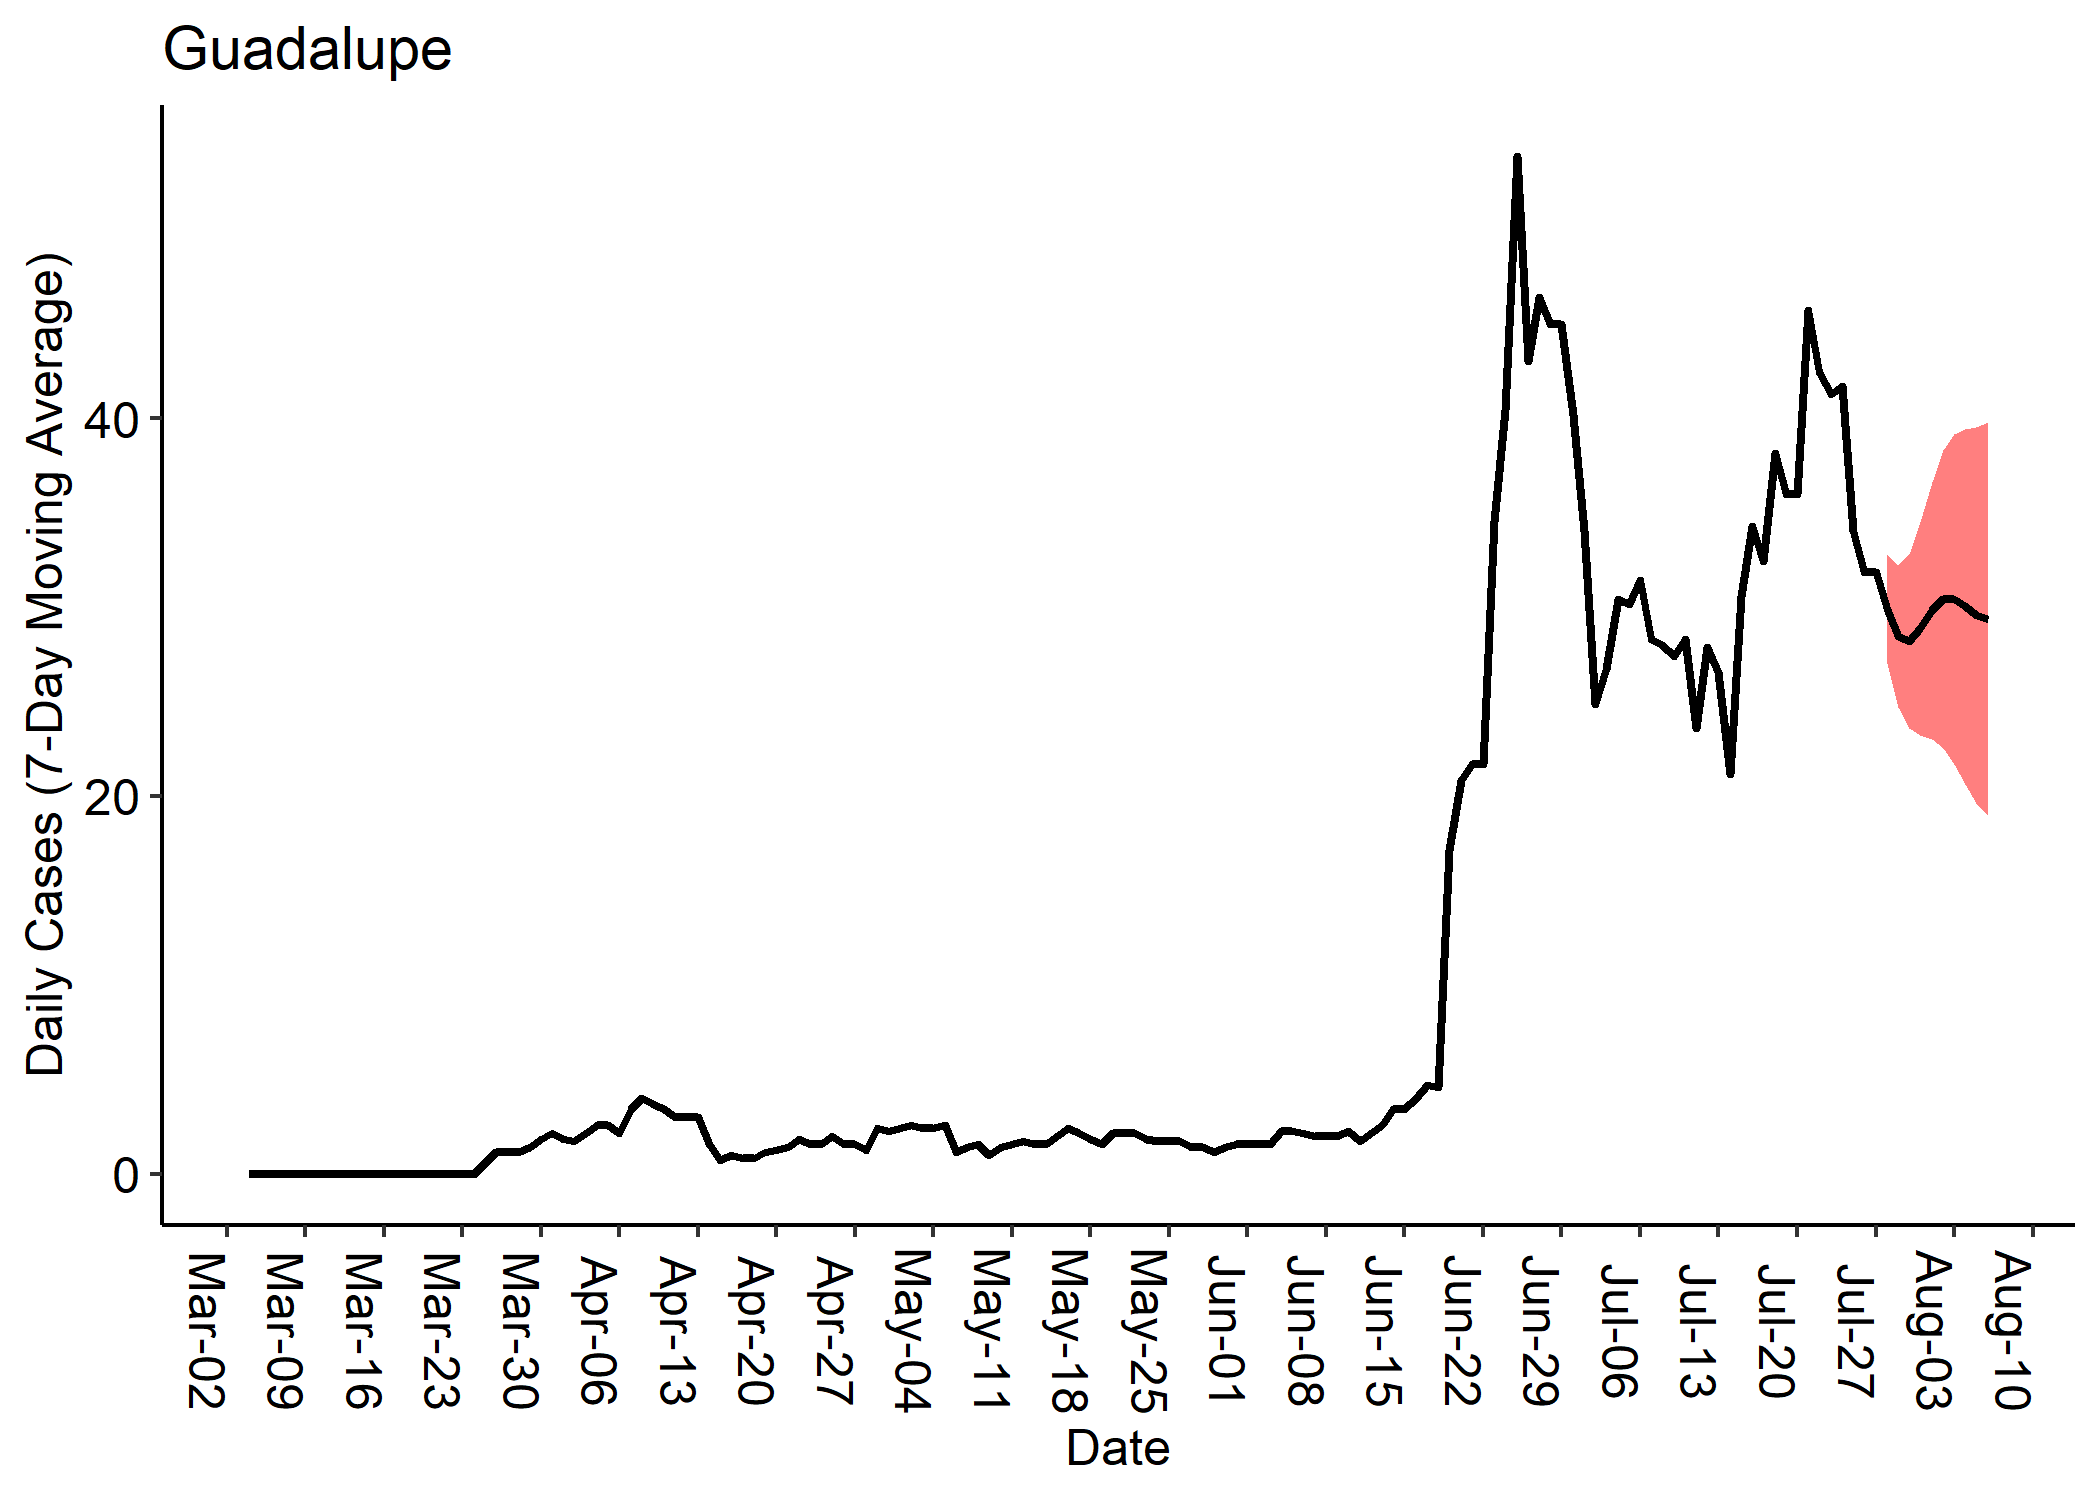 Guadalupe
Daily Cases (7-Day Moving Average)
40
20
0
Mar-02
Mar-09
Mar-16
Mar-23
Mar-30
Apr-06
Apr-13
Apr-20
Apr-27
May-04
May-11
May-18
May-25
Jun-01
Jun-08
Jun-15
Jun-22
Jun-29
Jul-06
Jul-13
Jul-20
Jul-27
Aug-03
Aug-10
Date